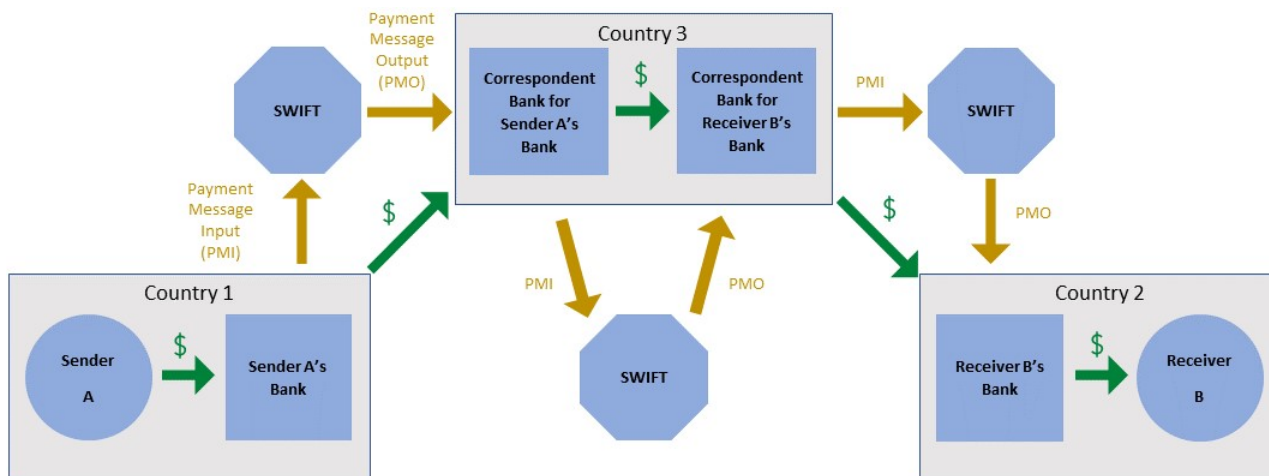 Payment
Message
Output
(PMO)
Country 3
SWIFT
Correspondent
Bank for
Sender A's
Bank
$
Correspondent
Bank for
Receiver B's
Bank
PMI
SWIFT
Payment
Message
Input
(PMI)
$
$
PMO
PMI
PMO
Country 1
Sender
A
$
Sender A's
Bank
SWIFT
Country 2
Receiver B's
Bank
$
Receiver
B